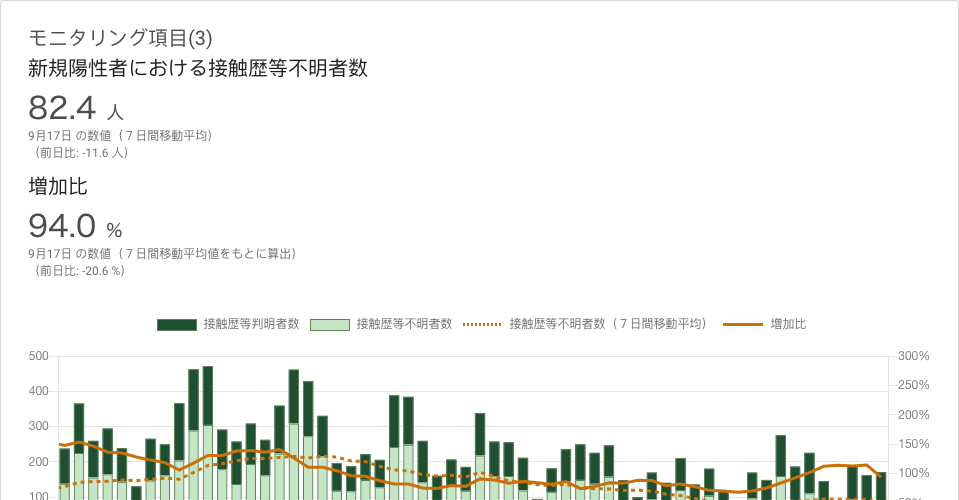 モニタリング項目(3)
新規陽性者における接触歴等不明者数
82.4 人
9月17日 の数値（７日間移動平均）
（前日比: -11.6 人）
増加比
94.0 %
9月17日 の数値（７日間移動平均値をもとに算出）
（前日比: -20.6 %）
接触歴等判明者数 接触歴等不明者数 接触歴等不明者数（７日間移動平均） 増加比
500 300%
250%
400
200%
300
150%
200
100%
100
50%